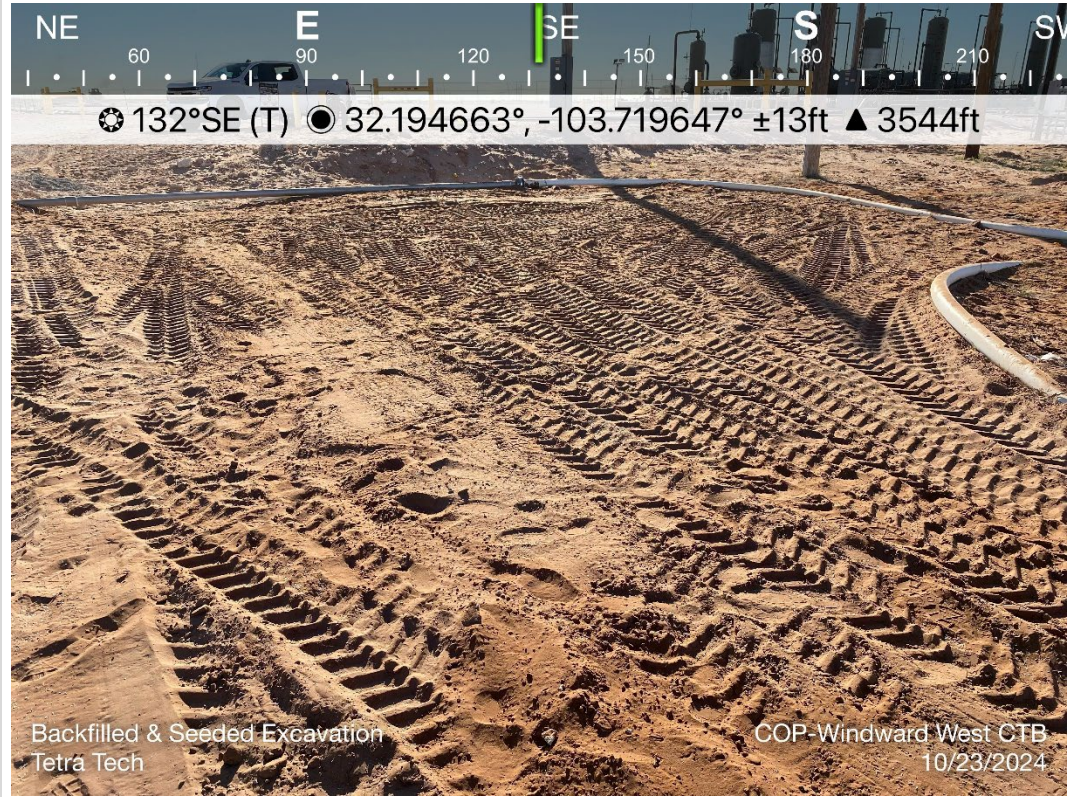 NE E SE S SW
60 90 120 150 180 210
132°SE (T) 32.194663°, -103.719647° ±13ft ▲ 3544ft
Backfilled & Seeded Excavation
Tetra Tech
COP-Windward West CTB
10/23/2024